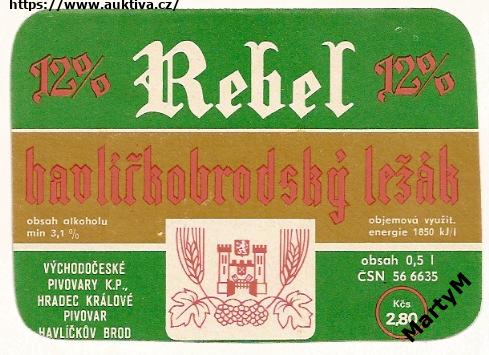 https://www.auktiva.cz/
12% Rebel 12%
havlíčkobrodský ležák
obsah alkoholu
min 3,1 %
objemová využit.
energie 1850 kJ/l
VÝCHODOČESKÉ
PIVOVARY K.P.,
HRADEC KRÁLOVÉ
PIVOVAR
HAVLÍČKŮV BROD
obsah 0,5 l
ČSN 56 6635
Kčs
2,80
MartyM